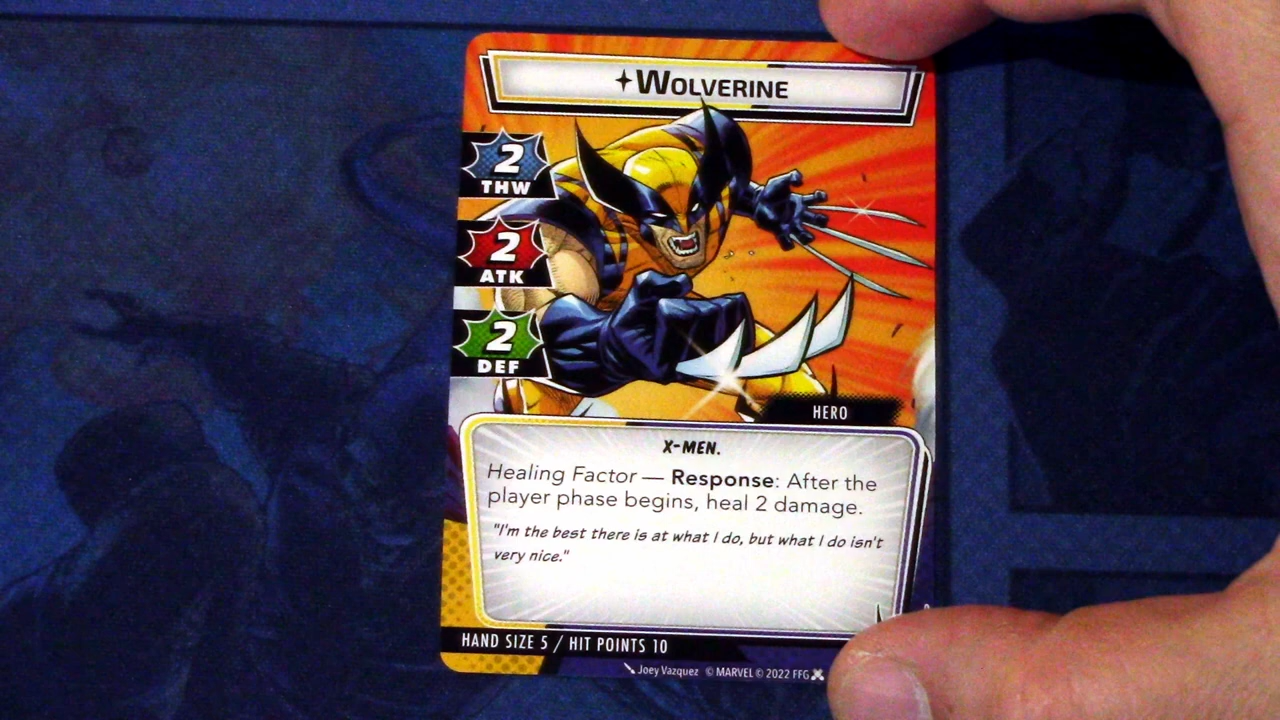 WOLVERINE
2
THW
2
ATK
2
DEF
HERO
X-MEN.
Healing Factor — Response: After the
player phase begins, heal 2 damage.
"I'm the best there is at what I do, but what I do isn't
very nice."
HAND SIZE 5 / HIT POINTS 10
Joey Vazquez © MARVEL © 2022 FFG